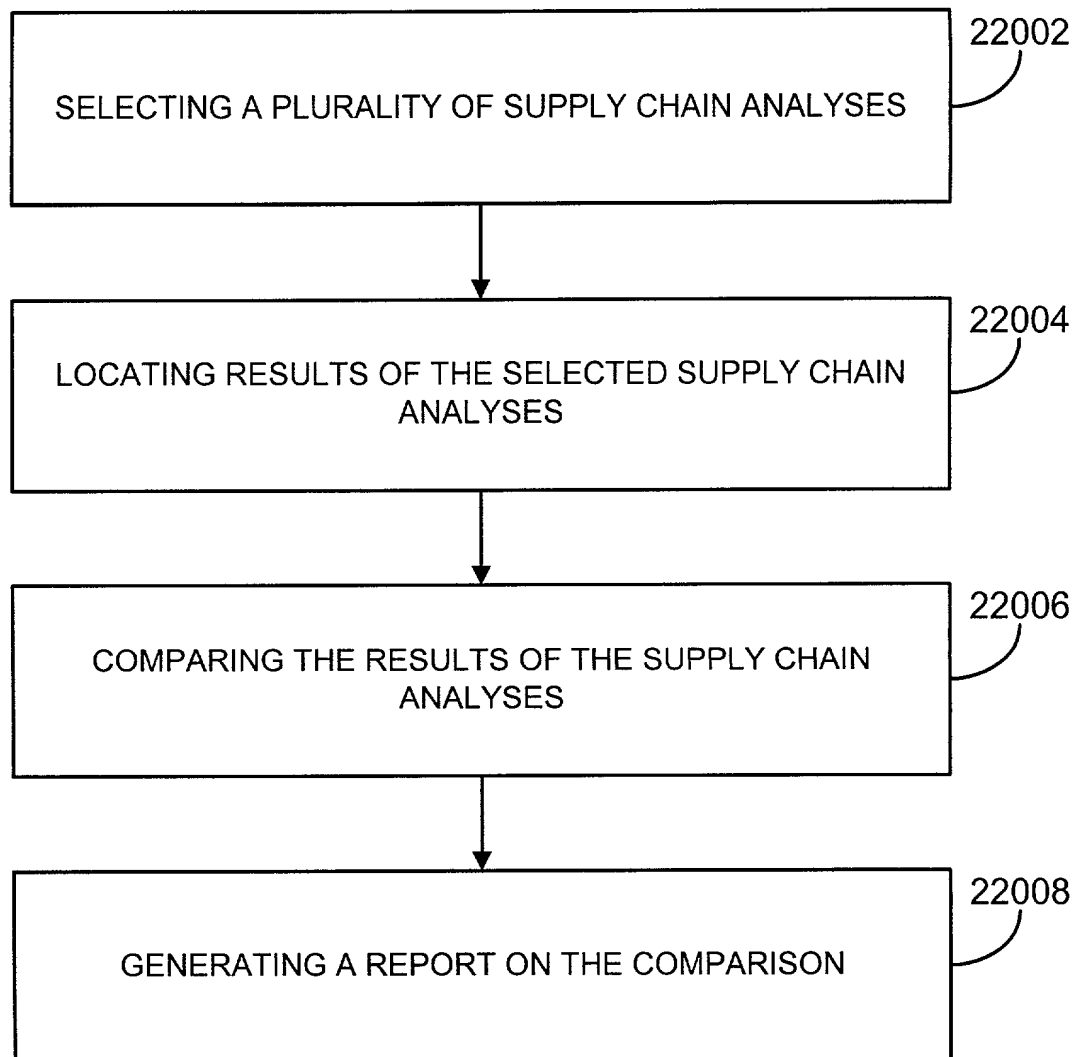 22002
SELECTING A PLURALITY OF SUPPLY CHAIN ANALYSES
22004
LOCATING RESULTS OF THE SELECTED SUPPLY CHAIN
ANALYSES
22006
COMPARING THE RESULTS OF THE SUPPLY CHAIN
ANALYSES
22008
GENERATING A REPORT ON THE COMPARISON